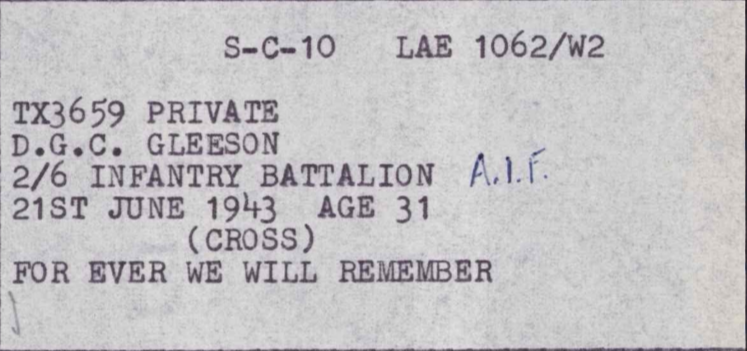 S-C-10 LAE 1062/W2
TX3659 PRIVATE
D.G.C. GLEESON
2/6 INFANTRY BATTALION A.I.F.
21ST JUNE 1943 AGE 31
(CROSS)
FOR EVER WE WILL REMEMBER